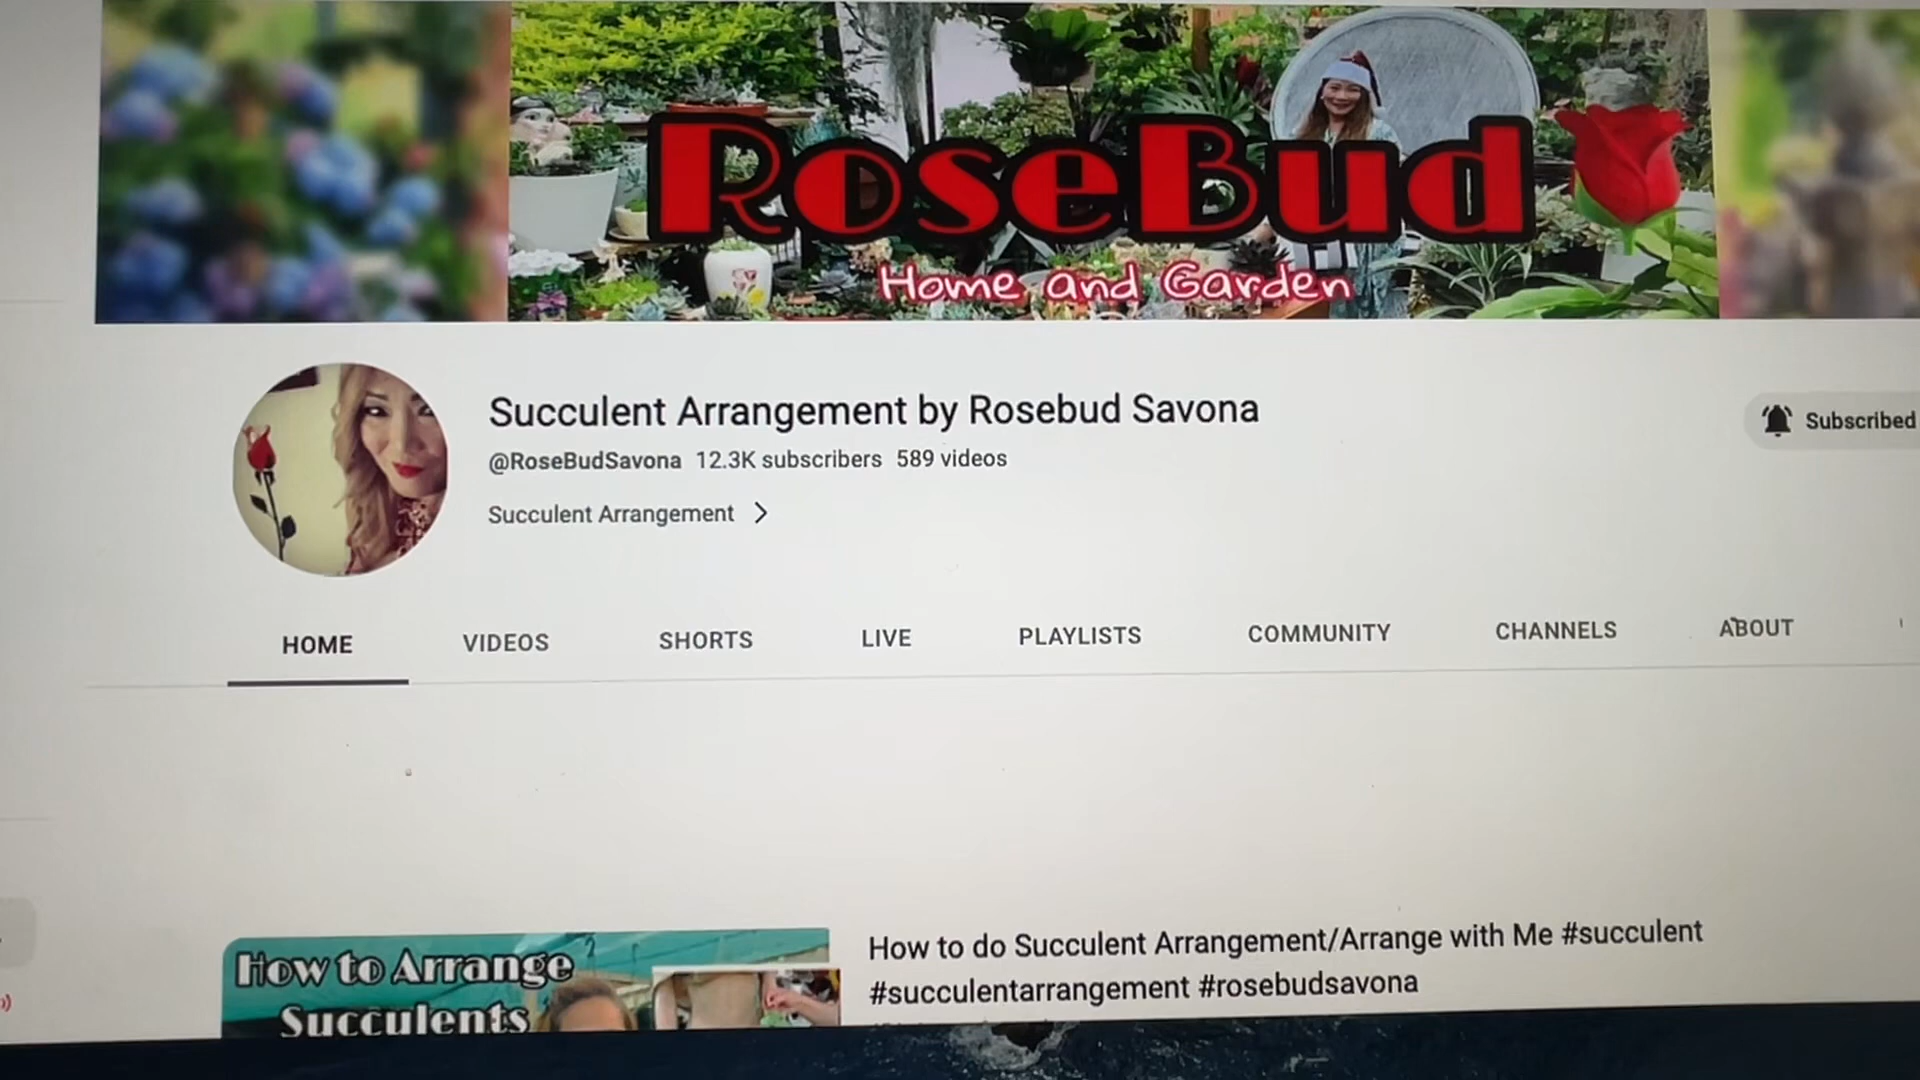 RoseBud
Home and Garden
Succulent Arrangement by Rosebud Savona
@RoseBudSavona 12.3K subscribers 589 videos
Subscribed
Succulent Arrangement
HOME VIDEOS SHORTS LIVE PLAYLISTS COMMUNITY CHANNELS ABOUT
How to Arrange
Succulents
How to do Succulent Arrangement/Arrange with Me #succulent
#succulentarrangement #rosebudsavona